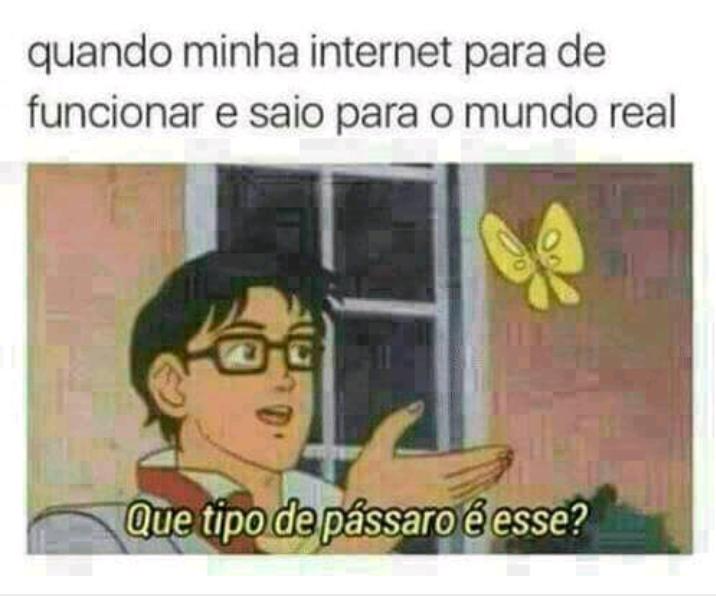 quando minha internet para de
funcionar e saio para o mundo real
Que tipo de pássaro é esse?